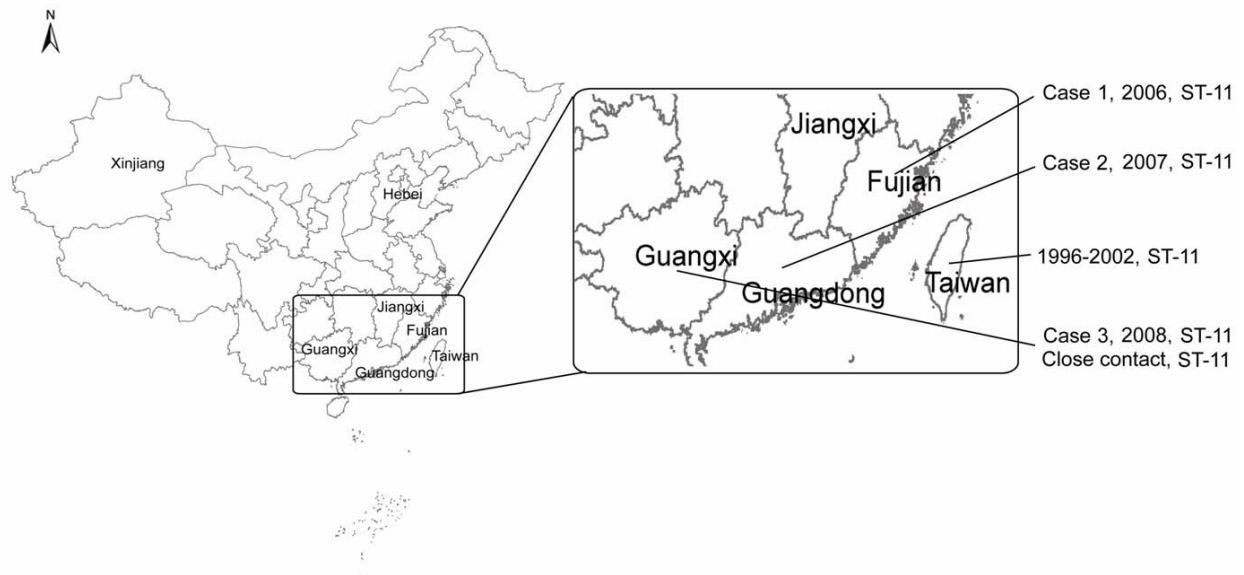 N
Xinjiang
Hebei
Jiangxi
Fujian
Guangxi
Taiwan
Guangdong
Jiangxi
Fujian
Guangxi
Guangdong
Taiwan
Case 1, 2006, ST-11
Case 2, 2007, ST-11
1996-2002, ST-11
Case 3, 2008, ST-11
Close contact, ST-11